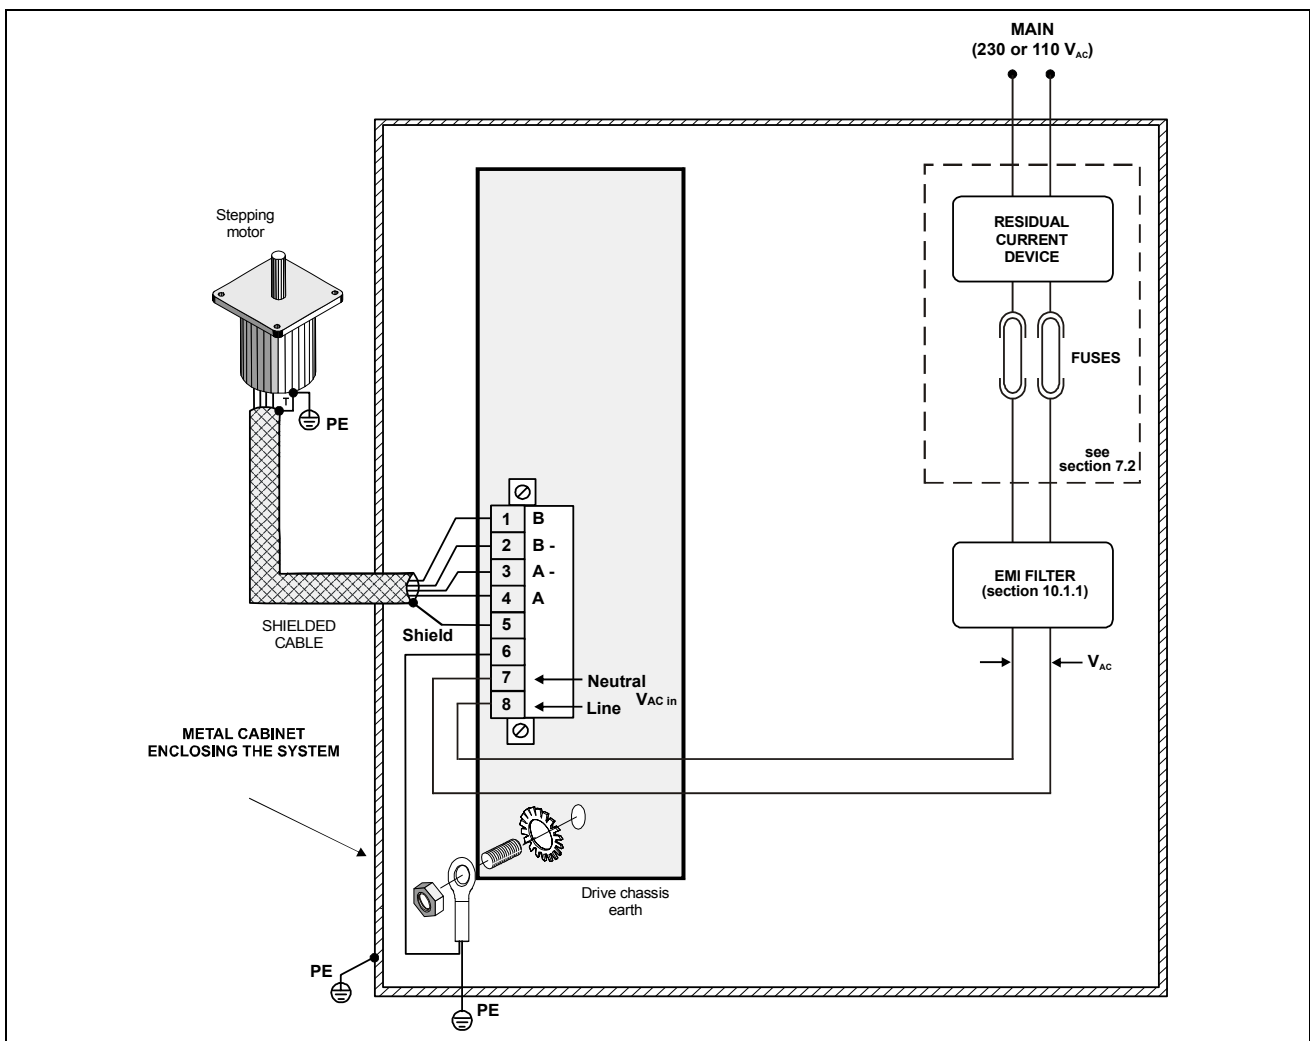 MAIN
(230 or 110 VAC)
RESIDUAL
CURRENT
DEVICE
FUSES
see
section 7.2
EMI FILTER
(section 10.1.1)
VAC
Stepping
motor
T
PE
SHIELDED
CABLE
Shield
1 B
2 B -
3 A -
4 A
5
6
7 Neutral
VAC in
8 Line
METAL CABINET
ENCLOSING THE SYSTEM
Drive chassis
earth
PE
PE